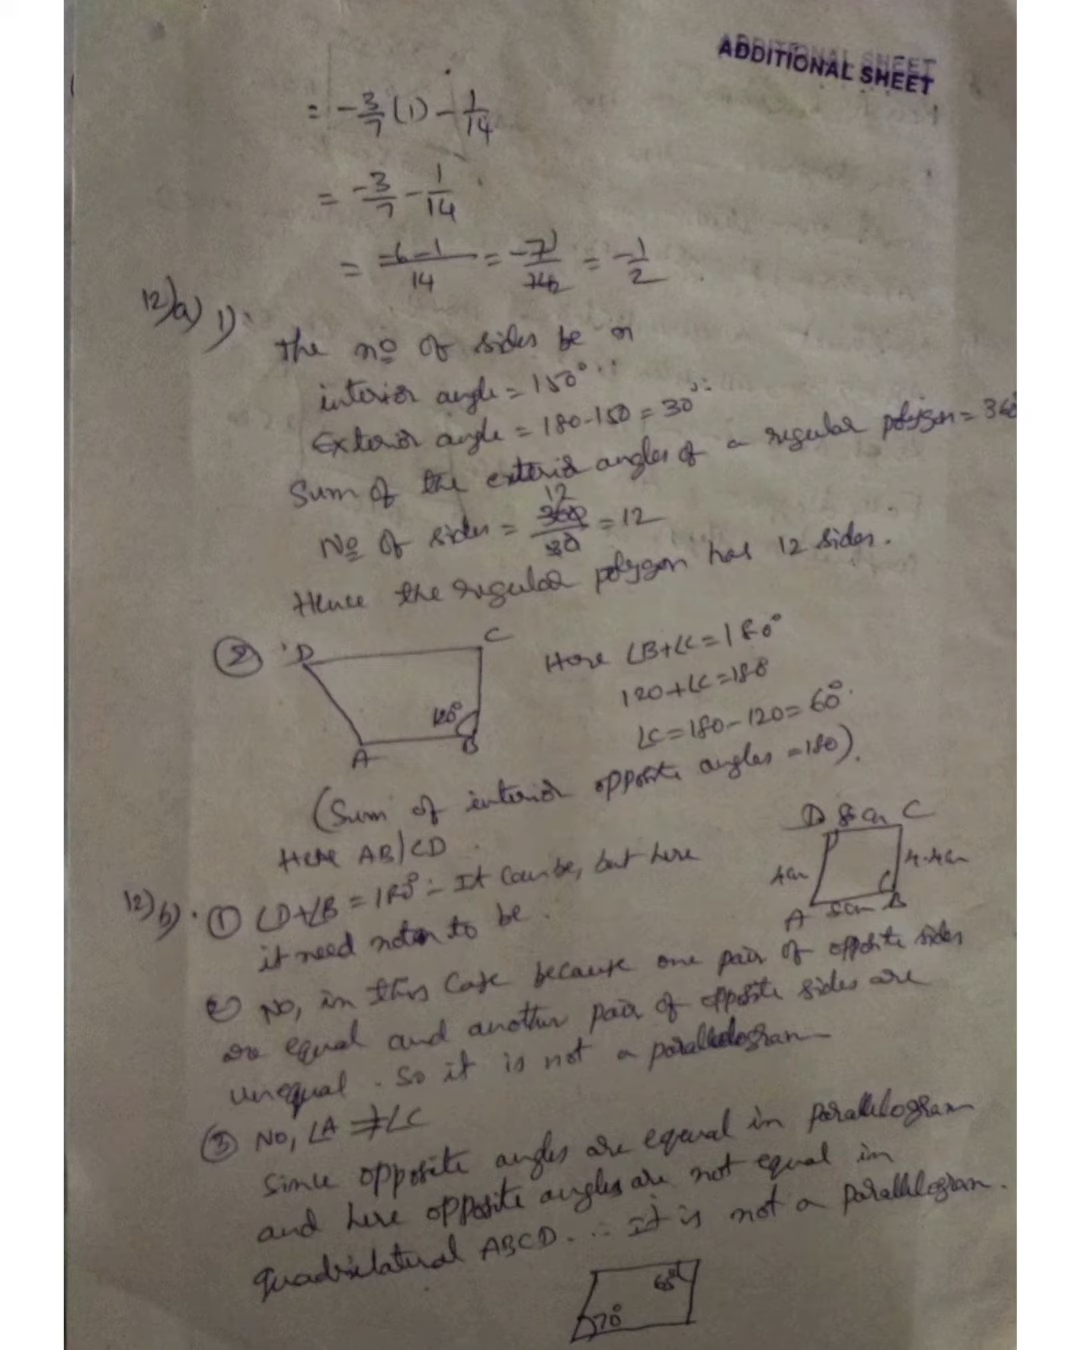 ADDITIONAL SHEET
= -3/7 (1) - 1/14
= -3/7 - 1/14
= -6-1/14 = -7/14 = -1/2
12)a) 1) The no of sides be n
interior angle = 150°
Exterior angle = 180-150 = 30°
Sum of the exterior angles of a regular polygon = 360
No of sides = 360/30 = 12
12
Hence the regular polygon has 12 sides.
② D C
120°
A B
Here ∠B+∠C=180°
120+∠C=180
∠C=180-120=60°
(Sum of interior opposite angles =180).
Here AB|CD
12)b). ① ∠D+∠B = 180° :- It can be, but here
it need not to be.
D 8cm C
4cm 4.4cm
A 8cm B
② NO, in this case because one pair of opposite sides
are equal and another pair of opposite sides are
unequal. So it is not a parallelogram
③ NO, ∠A ≠ ∠C
Since opposite angles are equal in parallelogram
and here opposite angles are not equal in
quadrilateral ABCD. ∴ It is not a parallelogram.
65°
70°